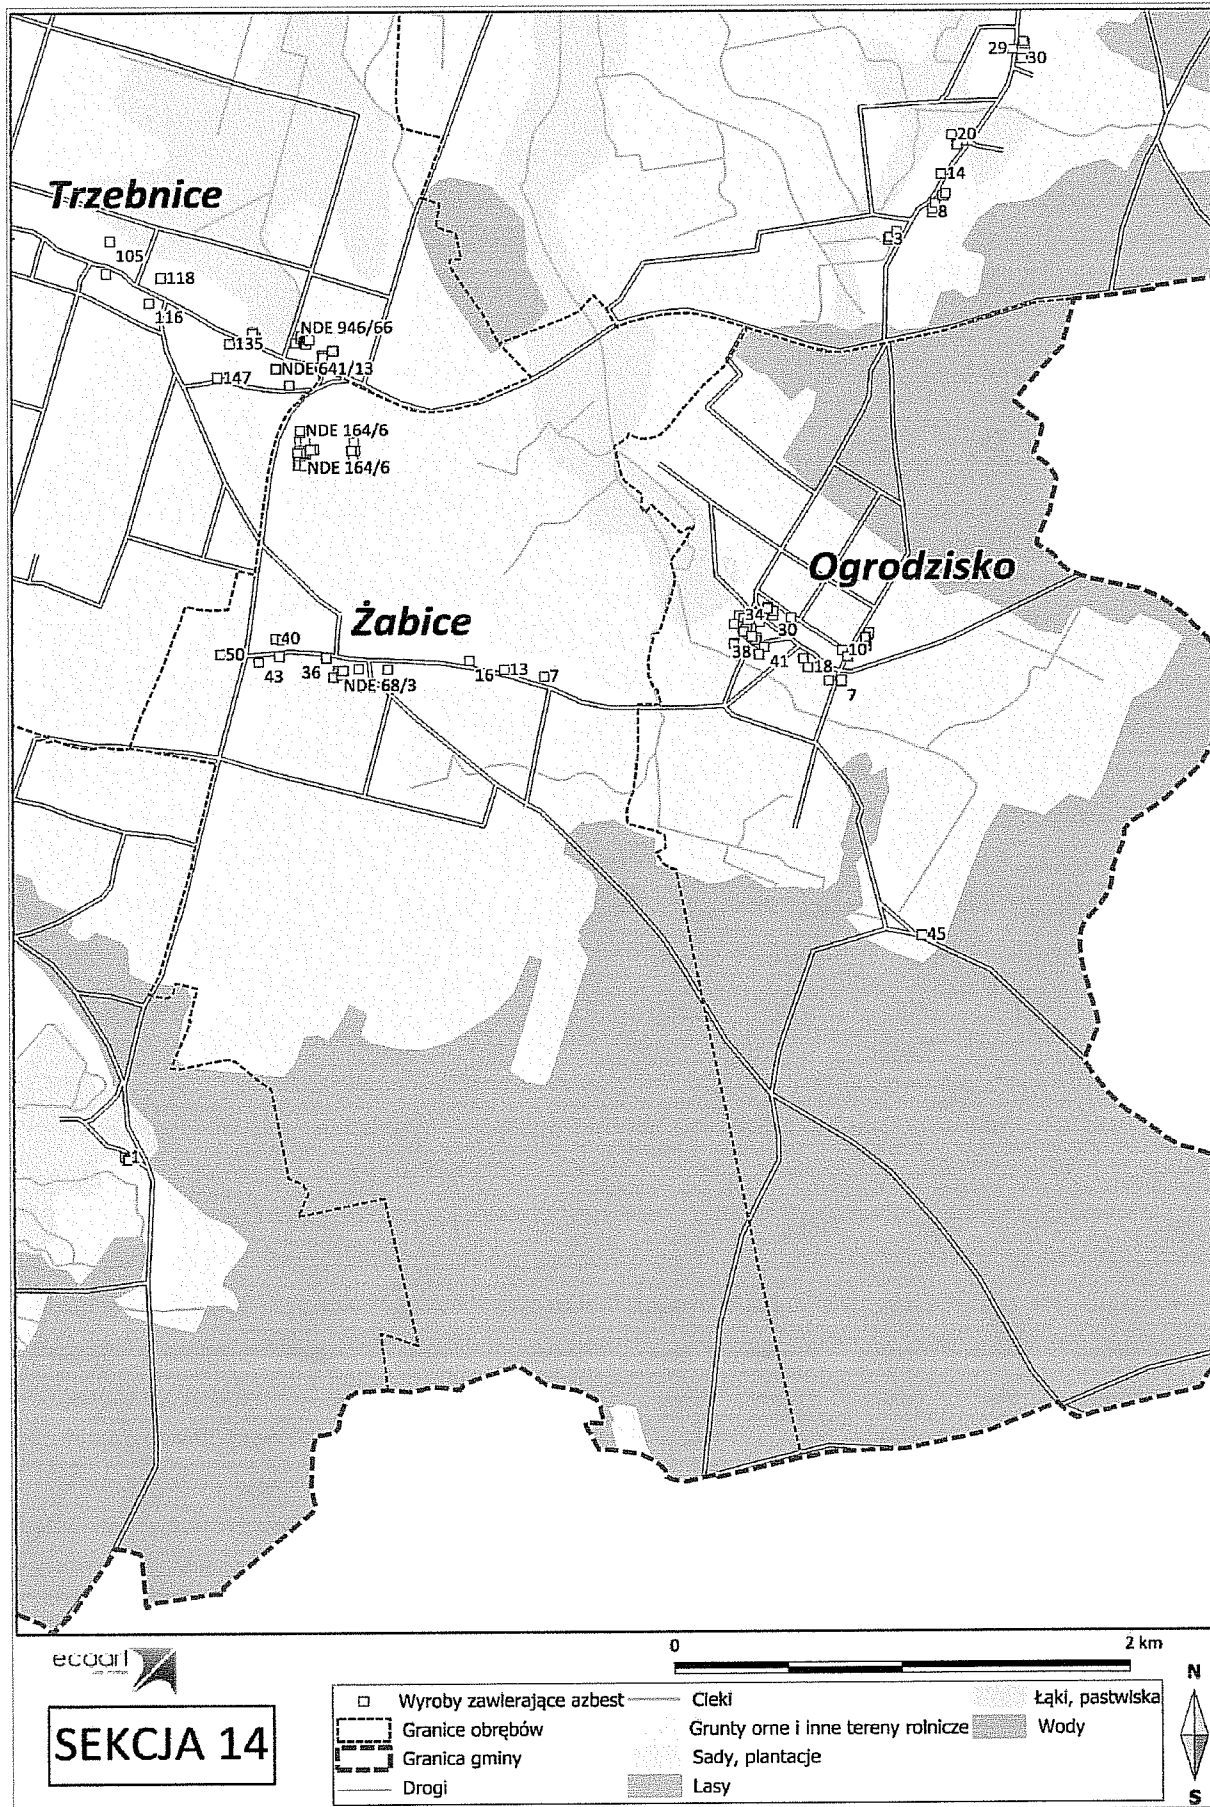 29 30
20
14
8
3
Trzebnice
105
118
116
135
NDE 946/66
NDE 641/13
147
NDE 164/6
NDE 164/6
Ogrodzisko
34
30
38
41
18
10
7
Żabice
50
40
43
36
NDE 68/3
16
13
7
45
1
ecoart
SEKCJA 14
0 2 km
Wyroby zawierające azbest
Granice obrębów
Granica gminy
Drogi
Cieki
Grunty orne i inne tereny rolnicze
Sady, plantacje
Lasy
Łąki, pastwiska
Wody
N
S